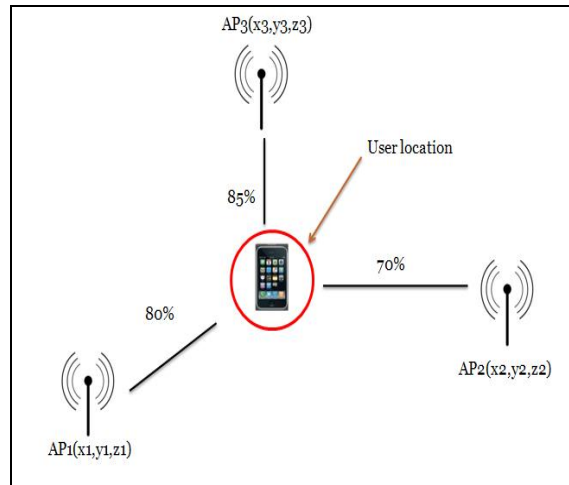 AP3(x3,y3,z3)
User location
85%
70%
80%
AP2(x2,y2,z2)
AP1(x1,y1,z1)